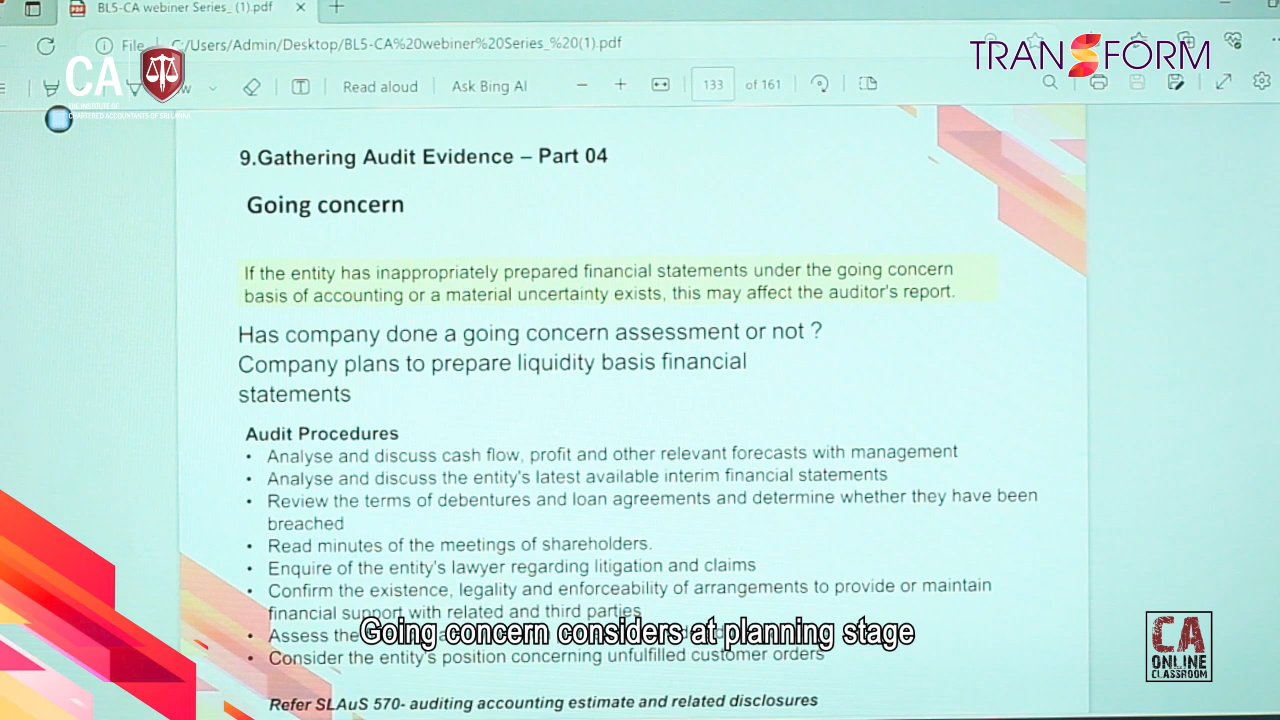 BL5-CA webiner Series_ (1).pdf
File
C:/Users/Admin/Desktop/BL5-CA%20webiner%20Series_%20(1).pdf
CA
THE INSTITUTE OF
CHARTERED ACCOUNTANTS OF SRI LANKA
TRANSFORM
Read aloud
Ask Bing AI
133
of 161
9.Gathering Audit Evidence – Part 04
Going concern
If the entity has inappropriately prepared financial statements under the going concern
basis of accounting or a material uncertainty exists, this may affect the auditor's report.
Has company done a going concern assessment or not ?
Company plans to prepare liquidity basis financial
statements
Audit Procedures
• Analyse and discuss cash flow, profit and other relevant forecasts with management
• Analyse and discuss the entity's latest available interim financial statements
• Review the terms of debentures and loan agreements and determine whether they have been
breached
• Read minutes of the meetings of shareholders.
• Enquire of the entity's lawyer regarding litigation and claims
• Confirm the existence, legality and enforceability of arrangements to provide or maintain
financial support with related and third parties
• Assess the
Going concern considers at planning stage
• Consider the entity's position concerning unfulfilled customer orders
Refer SLAuS 570- auditing accounting estimate and related disclosures
CA
ONLINE
CLASSROOM